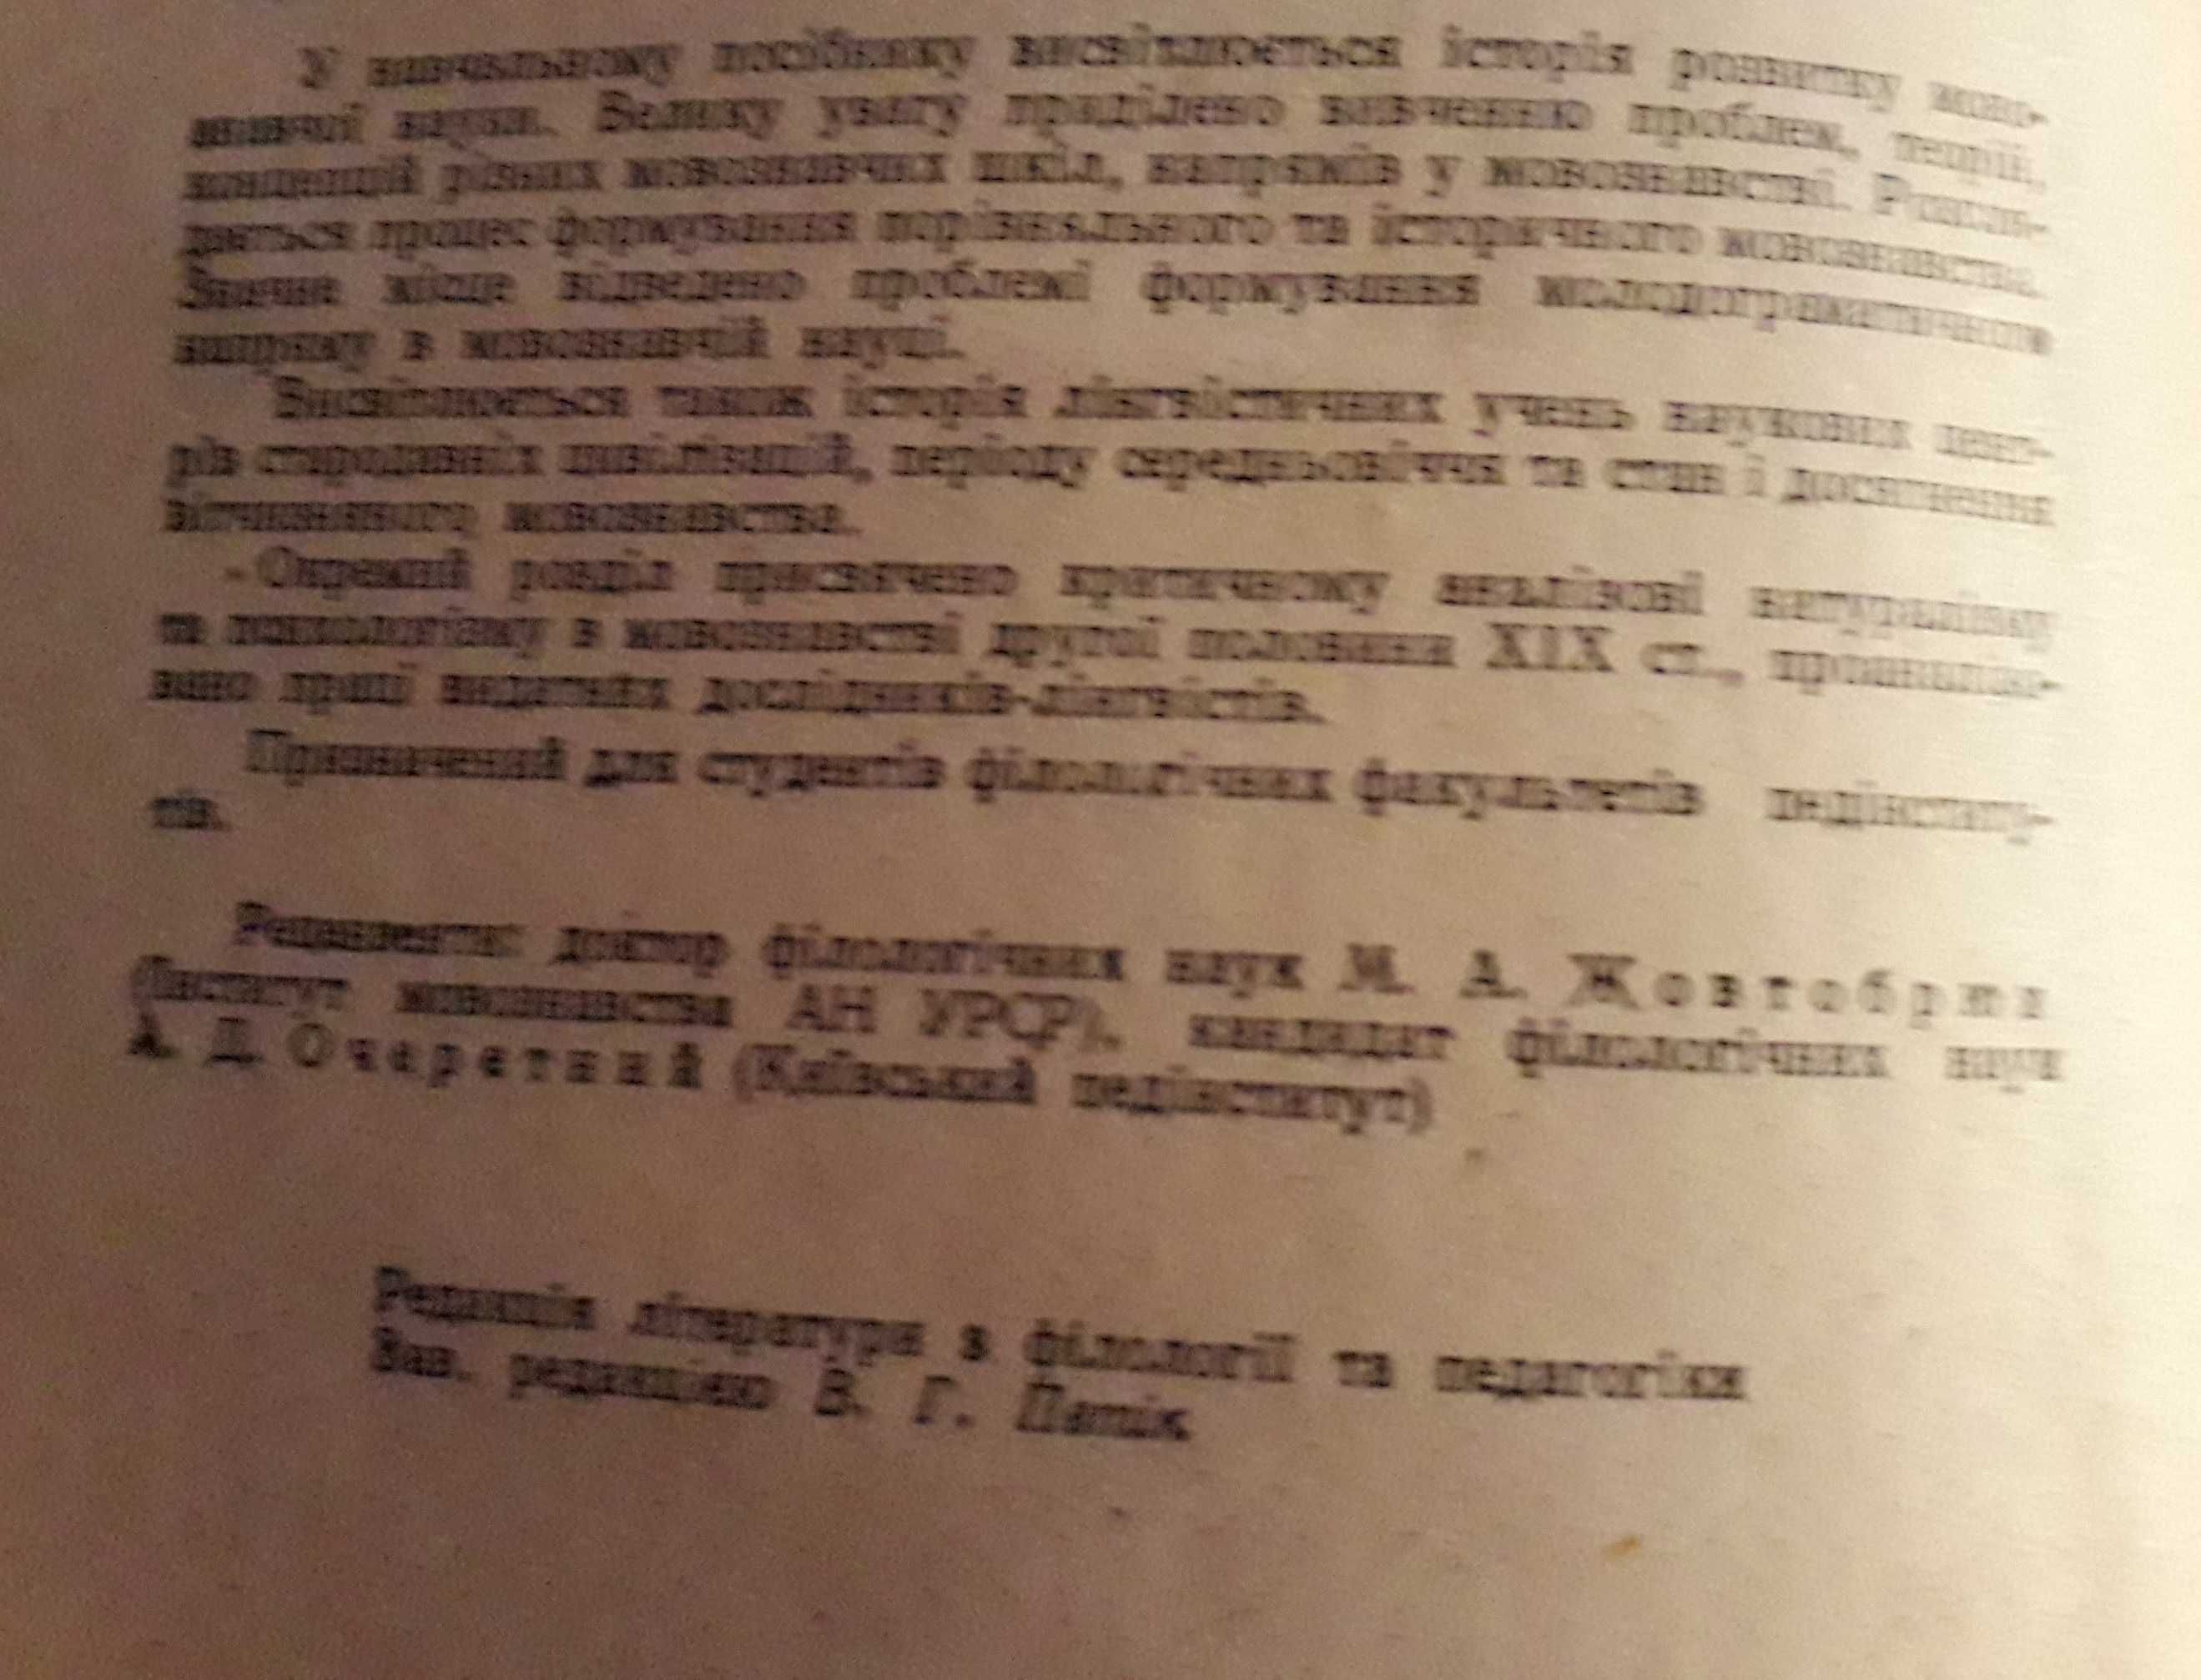 У навчальному посібнику висвітлюється історія розвитку мово-
знавчої науки. Велику увагу приділено вивченню проблем, теорій,
концепцій різних мовознавчих шкіл, напрямів у мовознавстві. Розгля-
дається процес формування порівняльного та історичного мовознавства.
Значне місце відведено проблемі формування молодограматичного
напряму в мовознавчій науці.
Висвітлюється також історія лінгвістичних учень наукових цент-
рів стародавніх цивілізацій, періоду середньовіччя та стан і досягнення
вітчизняного мовознавства.
Окремий розділ присвячено критичному аналізові натуралізму
та психологізму в мовознавстві другої половини XIX ст., проаналізо-
вано праці видатних дослідників-лінгвістів.
Призначений для студентів філологічних факультетів педінститу-
тів.
Рецензенти: доктор філологічних наук М. А. Жовтобрюх
(Інститут мовознавства АН УРСР), кандидат філологічних наук
А. Д. Очеретний (Київський педінститут)
Редакція літератури з філології та педагогіки
Зав. редакцією В. Г.